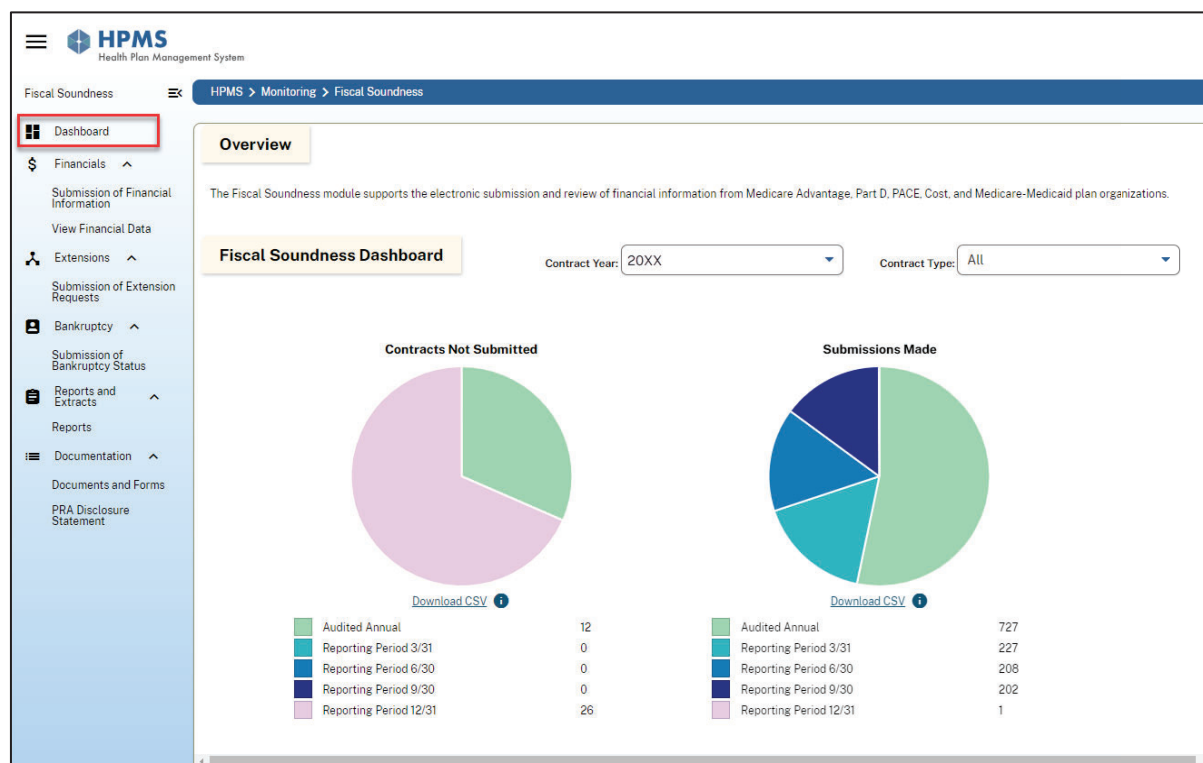 HPMS
Health Plan Management System
Fiscal Soundness
HPMS > Monitoring > Fiscal Soundness
Dashboard
$ Financials
Submission of Financial
Information
View Financial Data
Extensions
Submission of Extension
Requests
Bankruptcy
Submission of
Bankruptcy Status
Reports and
Extracts
Reports
Documentation
Documents and Forms
PRA Disclosure
Statement
Overview
The Fiscal Soundness module supports the electronic submission and review of financial information from Medicare Advantage, Part D, PACE, Cost, and Medicare-Medicaid plan organizations.
Fiscal Soundness Dashboard
Contract Year: 20XX
Contract Type: All
Contracts Not Submitted
Download CSV i
Audited Annual 12
Reporting Period 3/31 0
Reporting Period 6/30 0
Reporting Period 9/30 0
Reporting Period 12/31 26
Submissions Made
Download CSV i
Audited Annual 727
Reporting Period 3/31 227
Reporting Period 6/30 208
Reporting Period 9/30 202
Reporting Period 12/31 1